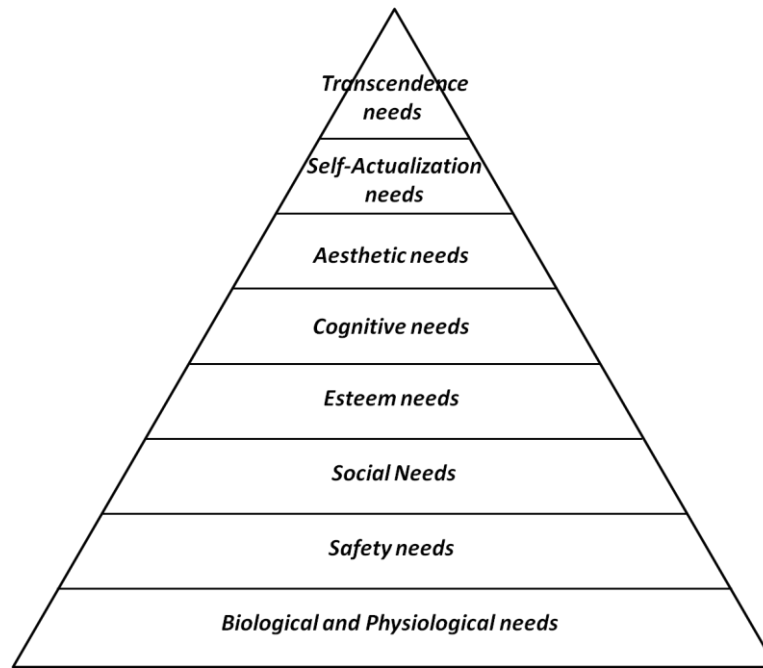 Transcendence
needs
Self-Actualization
needs
Aesthetic needs
Cognitive needs
Esteem needs
Social Needs
Safety needs
Biological and Physiological needs